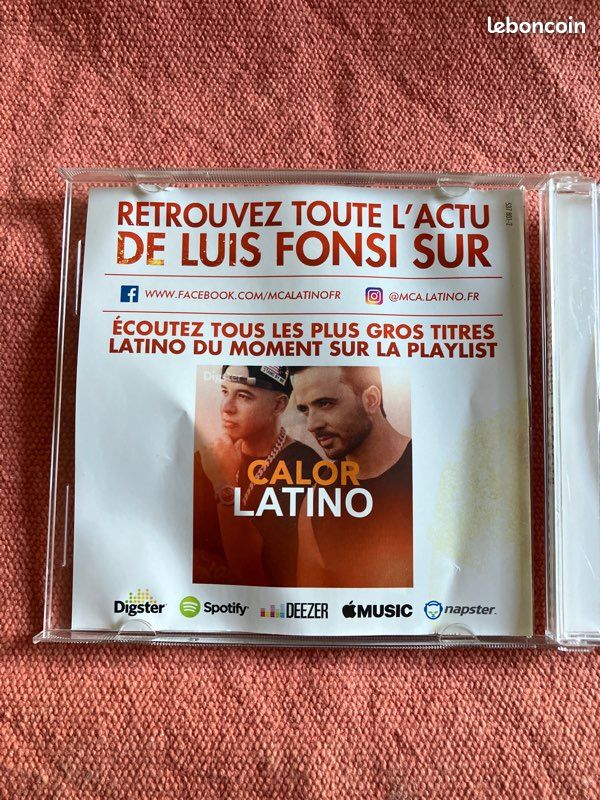 leboncoin
RETROUVEZ TOUTE L'ACTU
DE LUIS FONSI SUR
WWW.FACEBOOK.COM/MCALATINOFR
@MCA.LATINO.FR
ÉCOUTEZ TOUS LES PLUS GROS TITRES
LATINO DU MOMENT SUR LA PLAYLIST
Digster
CALOR
LATINO
Digster
Spotify
DEEZER
MUSIC
napster.